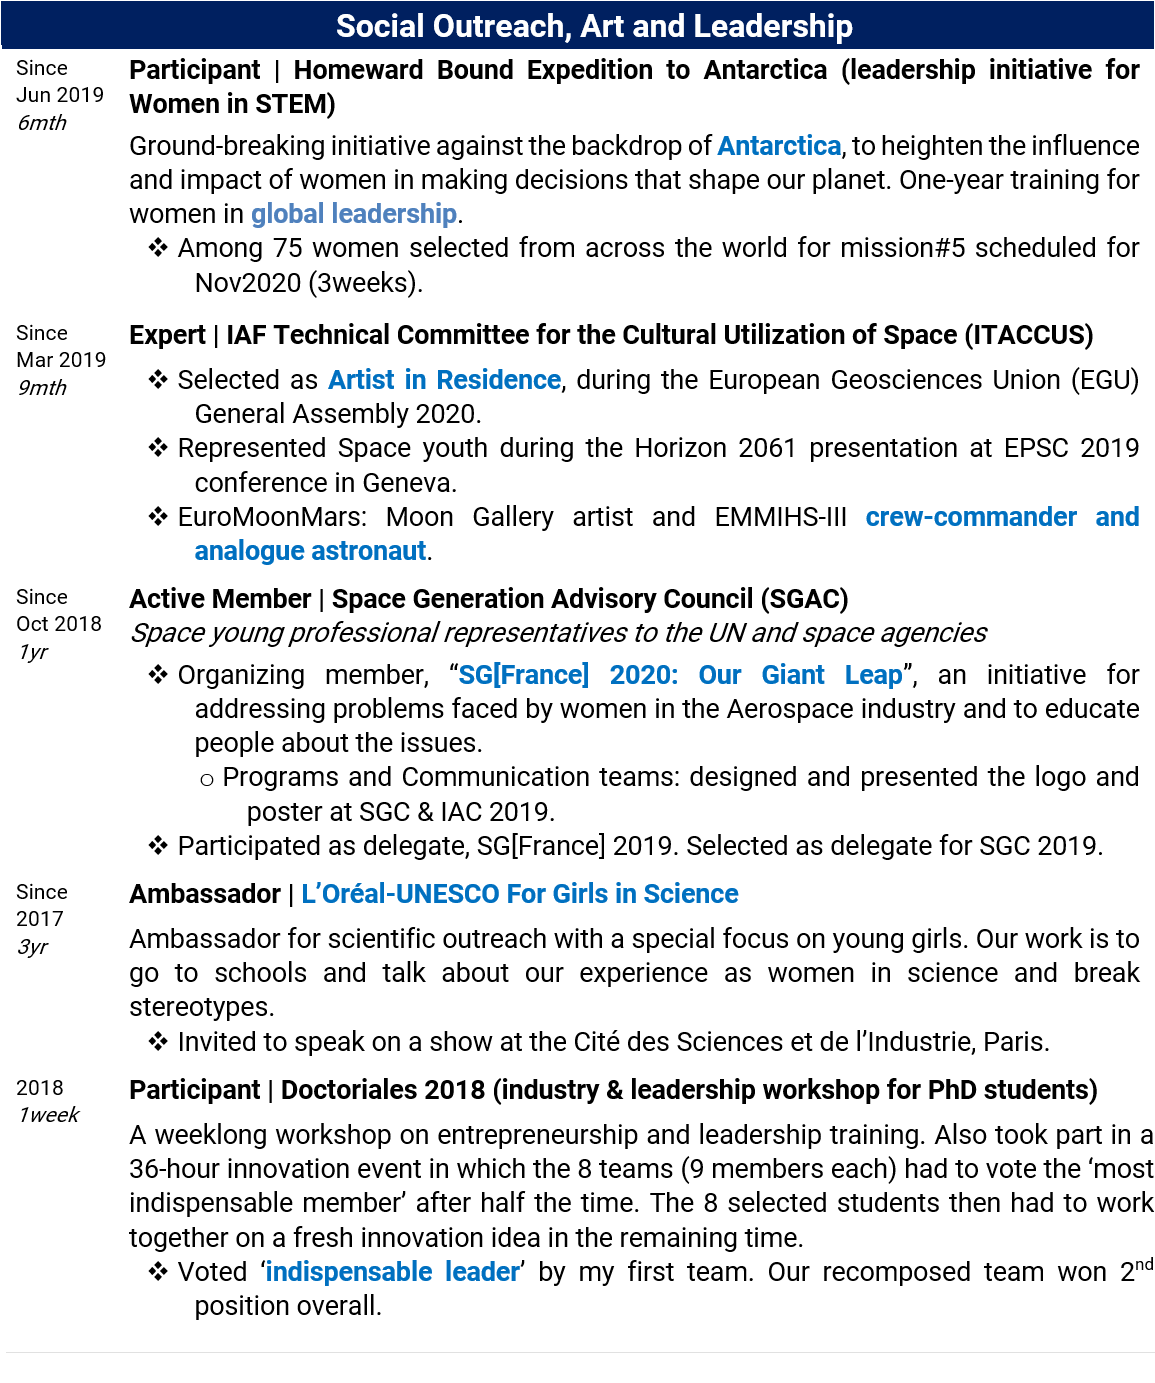 Social Outreach, Art and Leadership
Since
Jun 2019
6mth
Participant | Homeward Bound Expedition to Antarctica (leadership initiative for
Women in STEM)
Ground-breaking initiative against the backdrop of Antarctica, to heighten the influence
and impact of women in making decisions that shape our planet. One-year training for
women in global leadership.
❖ Among 75 women selected from across the world for mission#5 scheduled for
Nov2020 (3weeks).
Since
Mar 2019
9mth
Expert | IAF Technical Committee for the Cultural Utilization of Space (ITACCUS)
❖ Selected as Artist in Residence, during the European Geosciences Union (EGU)
General Assembly 2020.
❖ Represented Space youth during the Horizon 2061 presentation at EPSC 2019
conference in Geneva.
❖ EuroMoonMars: Moon Gallery artist and EMMIHS-III crew-commander and
analogue astronaut.
Since
Oct 2018
1yr
Active Member | Space Generation Advisory Council (SGAC)
Space young professional representatives to the UN and space agencies
❖ Organizing member, “SG[France] 2020: Our Giant Leap”, an initiative for
addressing problems faced by women in the Aerospace industry and to educate
people about the issues.
o Programs and Communication teams: designed and presented the logo and
poster at SGC & IAC 2019.
❖ Participated as delegate, SG[France] 2019. Selected as delegate for SGC 2019.
Since
2017
3yr
Ambassador | L’Oréal-UNESCO For Girls in Science
Ambassador for scientific outreach with a special focus on young girls. Our work is to
go to schools and talk about our experience as women in science and break
stereotypes.
❖ Invited to speak on a show at the Cité des Sciences et de l’Industrie, Paris.
2018
1week
Participant | Doctoriales 2018 (industry & leadership workshop for PhD students)
A weeklong workshop on entrepreneurship and leadership training. Also took part in a
36-hour innovation event in which the 8 teams (9 members each) had to vote the ‘most
indispensable member’ after half the time. The 8 selected students then had to work
together on a fresh innovation idea in the remaining time.
❖ Voted ‘indispensable leader’ by my first team. Our recomposed team won 2nd
position overall.